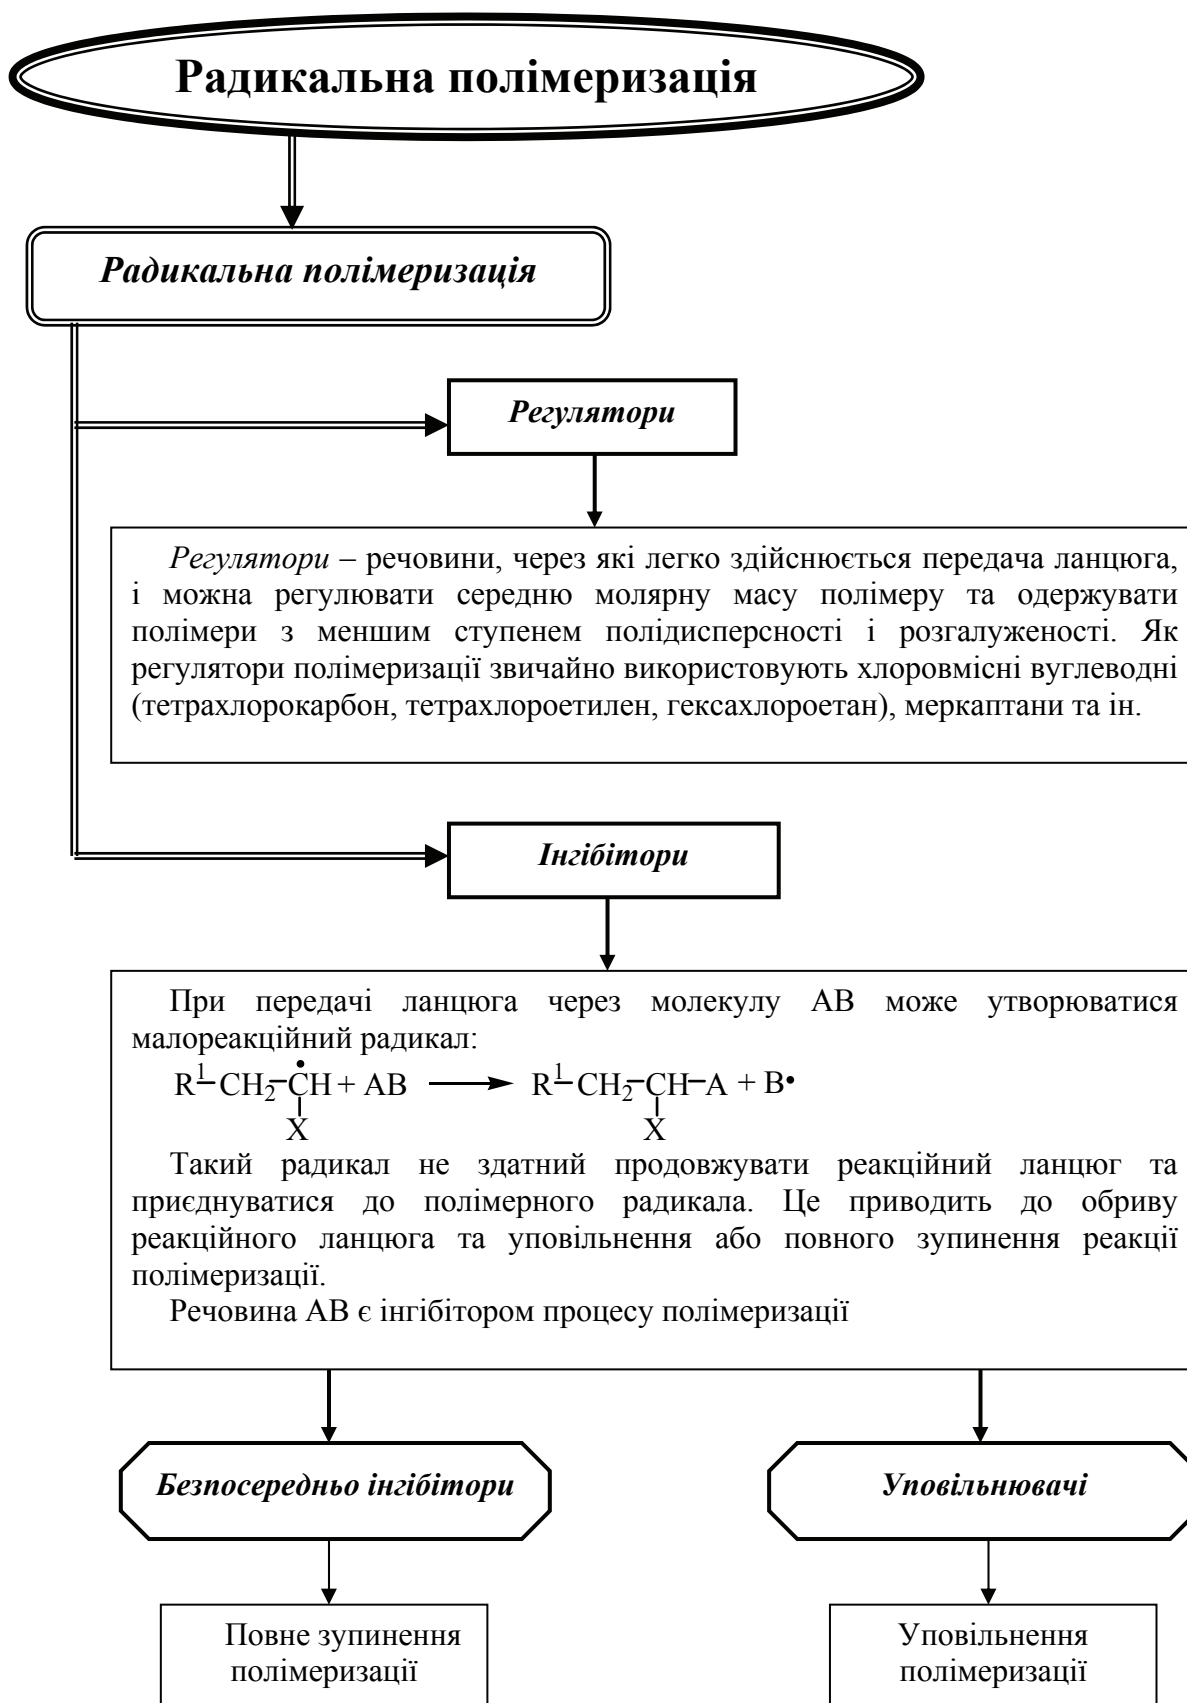 Радикальна полімеризація
Радикальна полімеризація
Регулятори
Регулятори – речовини, через які легко здійснюється передача ланцюга,
і можна регулювати середню молярну масу полімеру та одержувати
полімери з меншим ступенем полідисперсності і розгалуженості. Як
регулятори полімеризації звичайно використовують хлоровмісні вуглеводні
(тетрахлорокарбон, тетрахлороетилен, гексахлороетан), меркаптани та ін.
Інгібітори
При передачі ланцюга через молекулу АВ може утворюватися
малореакційний радикал:
R¹–CH₂–ĊH + AB → R¹–CH₂–CH–A + B•
X X
Такий радикал не здатний продовжувати реакційний ланцюг та
приєднуватися до полімерного радикала. Це приводить до обриву
реакційного ланцюга та уповільнення або повного зупинення реакції
полімеризації.
Речовина АВ є інгібітором процесу полімеризації
Безпосередньо інгібітори
Уповільнювачі
Повне зупинення
полімеризації
Уповільнення
полімеризації